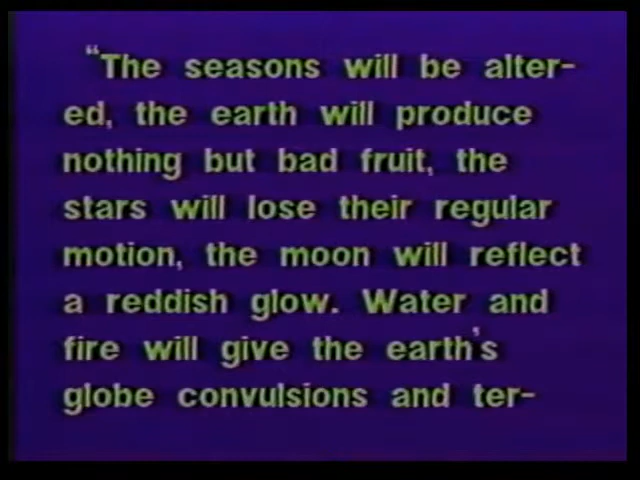 “The seasons will be alter-
ed, the earth will produce
nothing but bad fruit, the
stars will lose their regular
motion, the moon will reflect
a reddish glow. Water and
fire will give the earth's
globe convulsions and ter-